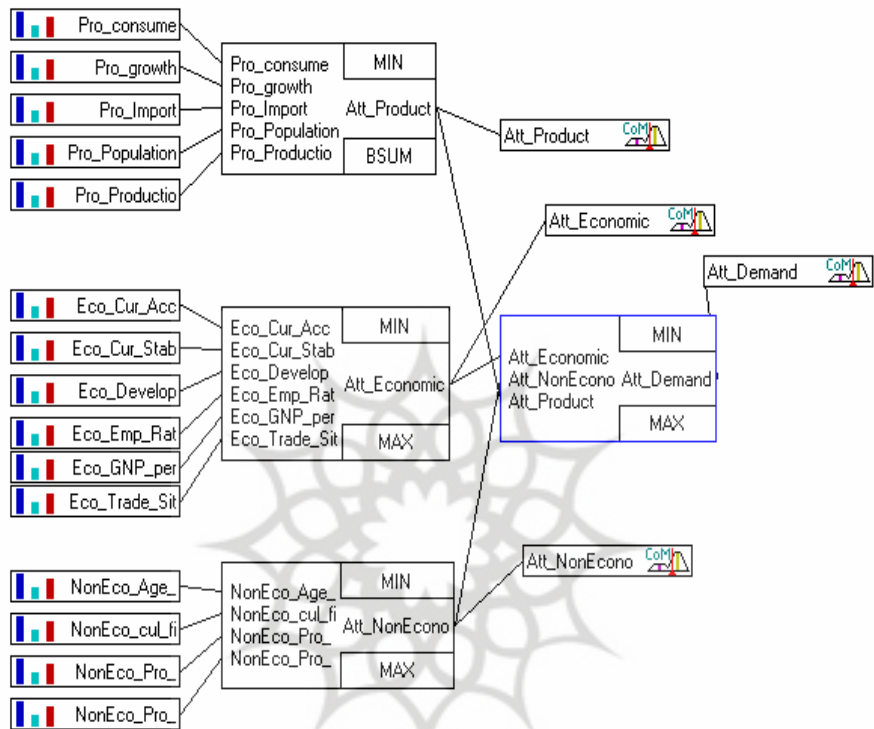 Pro_consume
Pro_growth
Pro_Import
Pro_Population
Pro_Productio
Pro_consume
Pro_growth
Pro_Import
Pro_Population
Pro_Productio
MIN
Att_Product
BSUM
Att_Product CoM
Att_Economic CoM
Att_Demand CoM
Eco_Cur_Acc
Eco_Cur_Stab
Eco_Develop
Eco_Emp_Rat
Eco_GNP_per
Eco_Trade_Sit
Eco_Cur_Acc
Eco_Cur_Stab
Eco_Develop
Eco_Emp_Rat
Eco_GNP_per
Eco_Trade_Sit
MIN
Att_Economic
MAX
Att_Economic
Att_NonEcono
Att_Product
MIN
Att_Demand
MAX
Att_NonEcono CoM
NonEco_Age_
NonEco_cul_fi
NonEco_Pro_
NonEco_Pro_
NonEco_Age_
NonEco_cul_fi
NonEco_Pro_
NonEco_Pro_
MIN
Att_NonEcono
MAX